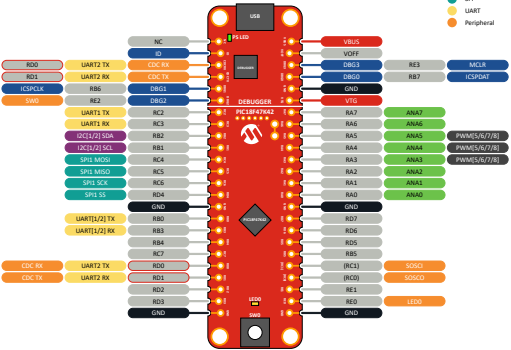 SPI
UART
Peripheral
USB
PS LED
NC VBUS
ID VOFF
RD0 UART2 TX CDC RX DBG3 RE3 MCLR
RD1 UART2 RX CDC TX DBG0 RB7 ICSPDAT
ICSPCLK RB6 DBG1 GND
SW0 RE2 DBG2 DEBUGGER VTG
UART1 TX RC2 PIC18F47K42 RA7 ANA7
UART1 RX RC3 RA6 ANA6
I2C[1/2] SDA RB2 RA5 ANA5 PWM[5/6/7/8]
I2C[1/2] SCL RB1 RA4 ANA4 PWM[5/6/7/8]
SPI1 MOSI RC4 RA3 ANA3 PWM[5/6/7/8]
SPI1 MISO RC5 RA2 ANA2
SPI1 SCK RC6 RA1 ANA1
SPI1 SS RD4 RA0 ANA0
GND GND
UART[1/2] TX RB0 PIC18F47K42 RD7
UART[1/2] RX RB3 RD6
RB4 RD5
RC7 RB5
CDC RX UART2 TX RD0 (RC1) SOSCI
CDC TX UART2 RX RD1 (RC0) SOSCO
RD2 RE1
RD3 LED0 RE0 LED0
GND SW0 GND